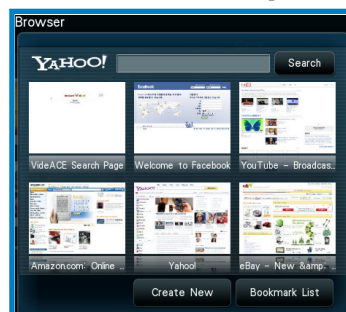 Browser
YAHOO! Search
VideACE Search Page Welcome to Facebook YouTube - Broadcas..
Amazon.com: Online .. Yahoo! eBay - New &amp; ..
Create New Bookmark List